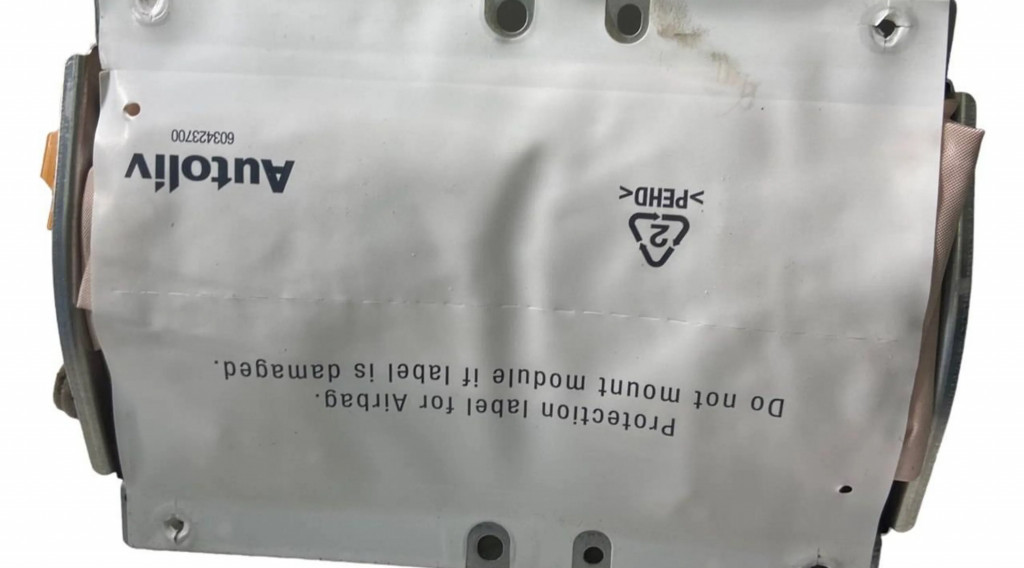 Protection label for Airbag.
Do not mount module if label is damaged.
2
>PEHD<
Autoliv
603423700